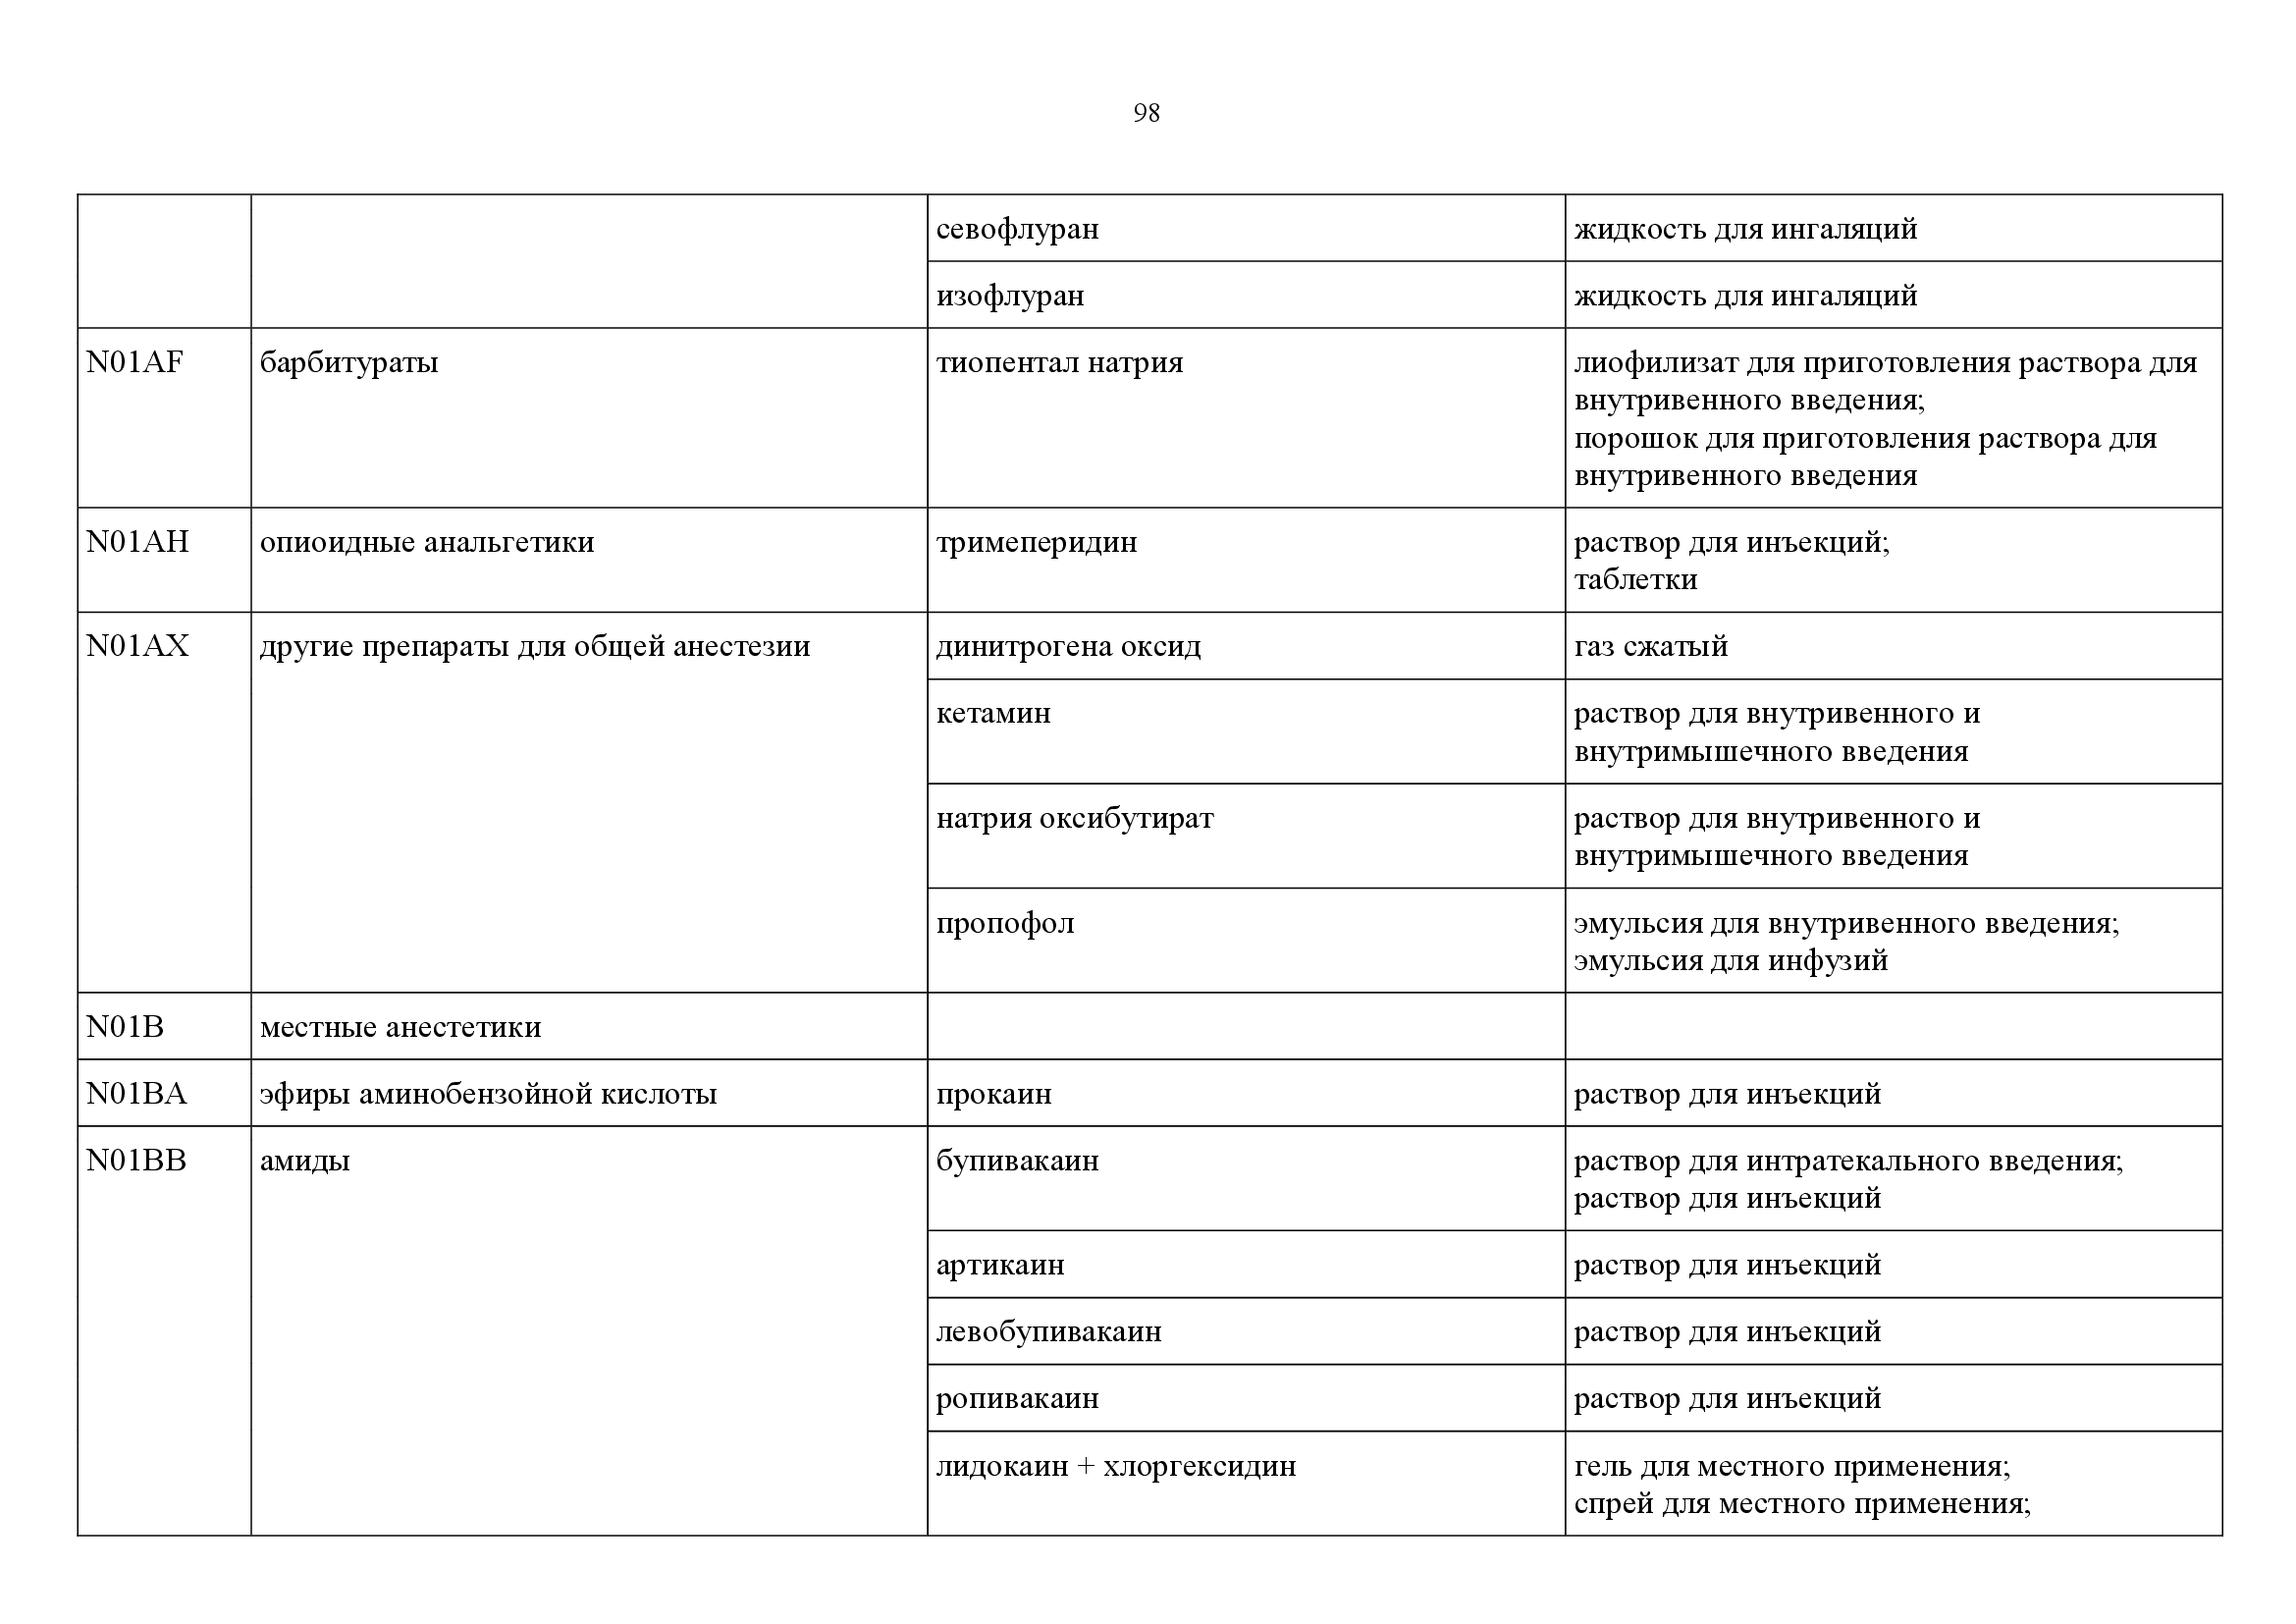 98
севофлуран жидкость для ингаляций
изофлуран жидкость для ингаляций
N01AF барбитураты тиопентал натрия лиофилизат для приготовления раствора для
внутривенного введения;
порошок для приготовления раствора для
внутривенного введения
N01AH опиоидные анальгетики тримеперидин раствор для инъекций;
таблетки
N01AX другие препараты для общей анестезии динитрогена оксид газ сжатый
кетамин раствор для внутривенного и
внутримышечного введения
натрия оксибутират раствор для внутривенного и
внутримышечного введения
пропофол эмульсия для внутривенного введения;
эмульсия для инфузий
N01B местные анестетики
N01BA эфиры аминобензойной кислоты прокаин раствор для инъекций
N01BB амиды бупивакаин раствор для интратекального введения;
раствор для инъекций
артикаин раствор для инъекций
левобупивакаин раствор для инъекций
ропивакаин раствор для инъекций
лидокаин + хлоргексидин гель для местного применения;
спрей для местного применения;